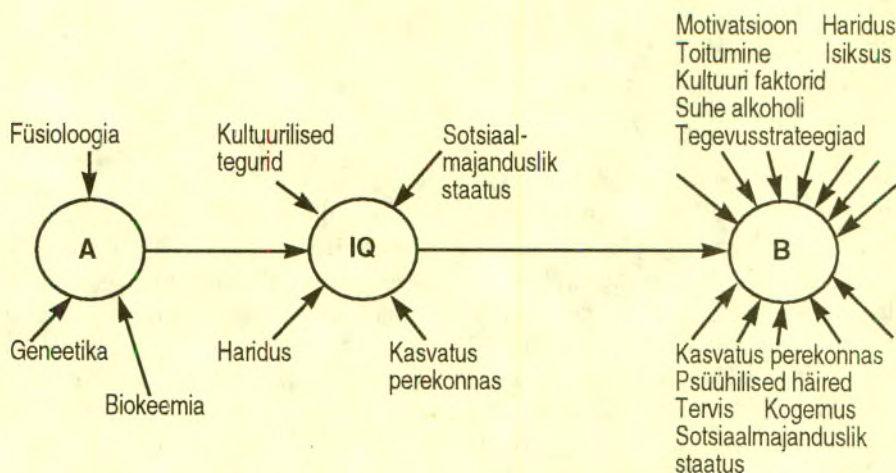 Motivatsioon Haridus
Toitumine Isiksus
Kultuuri faktorid
Suhe alkoholi
Tegevusstrateegiad
Füsioloogia
Kultuurilised
tegurid
Sotsiaal-
majanduslik
staatus
A
IQ
B
Geneetika
Biokeemia
Haridus
Kasvatus
perekonnas
Kasvatus perekonnas
Psüühilised häired
Tervis Kogemus
Sotsiaalmajanduslik
staatus